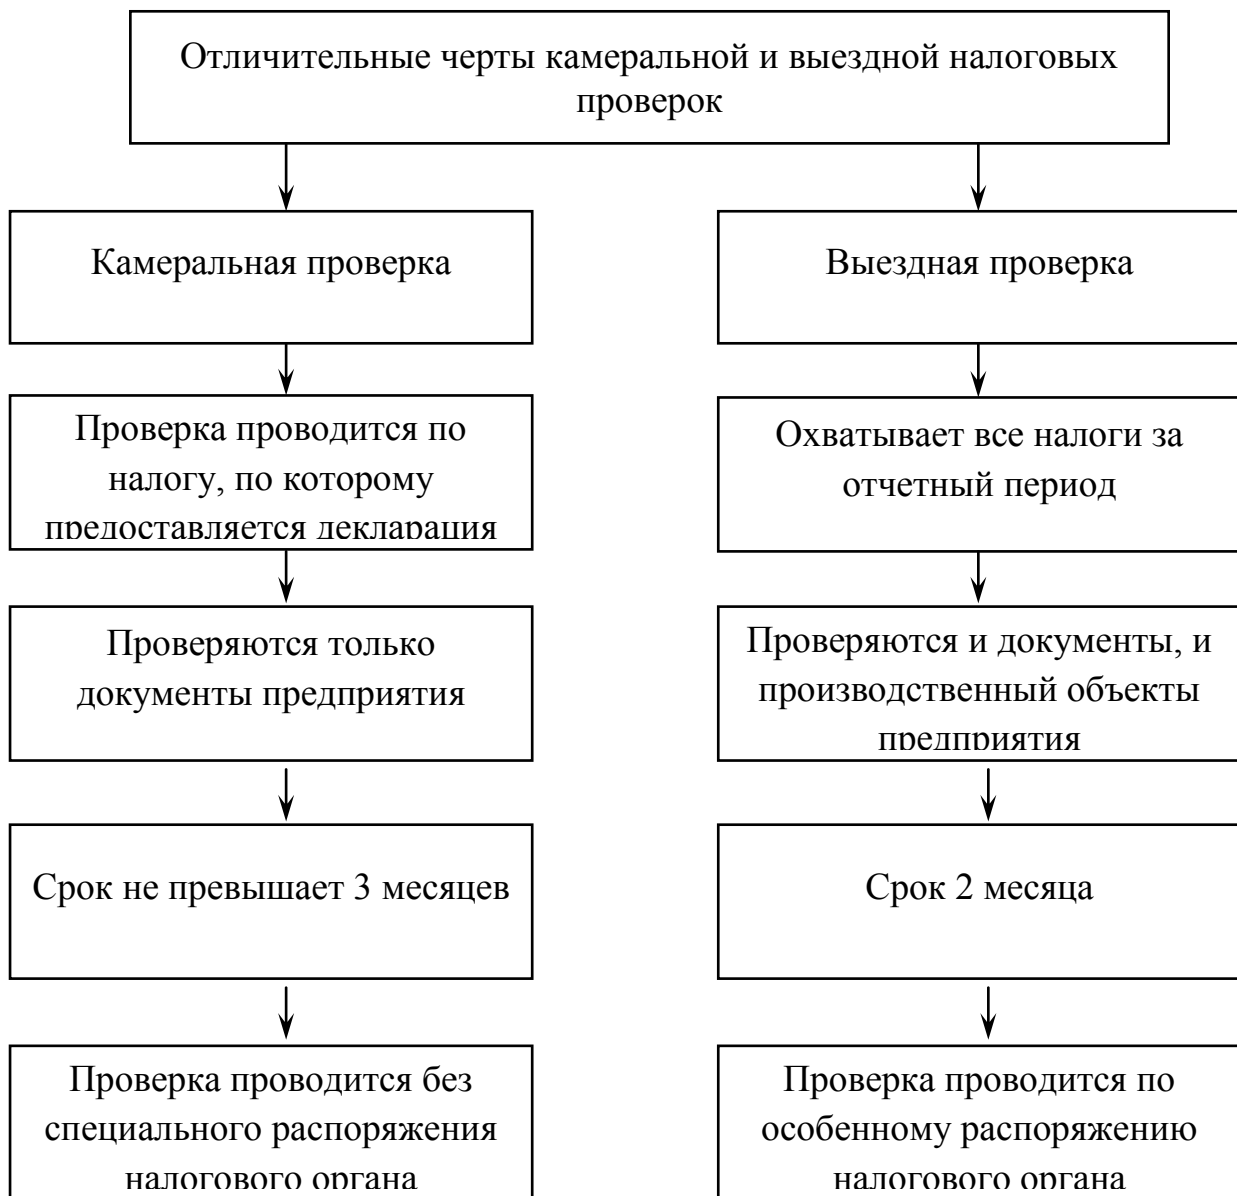 Отличительные черты камеральной и выездной налоговых
проверок
Камеральная проверка
Выездная проверка
Проверка проводится по
налогу, по которому
предоставляется декларация
Охватывает все налоги за
отчетный период
Проверяются только
документы предприятия
Проверяются и документы, и
производственный объекты
предприятия
Срок не превышает 3 месяцев
Срок 2 месяца
Проверка проводится без
специального распоряжения
налогового органа
Проверка проводится по
особенному распоряжению
налогового органа